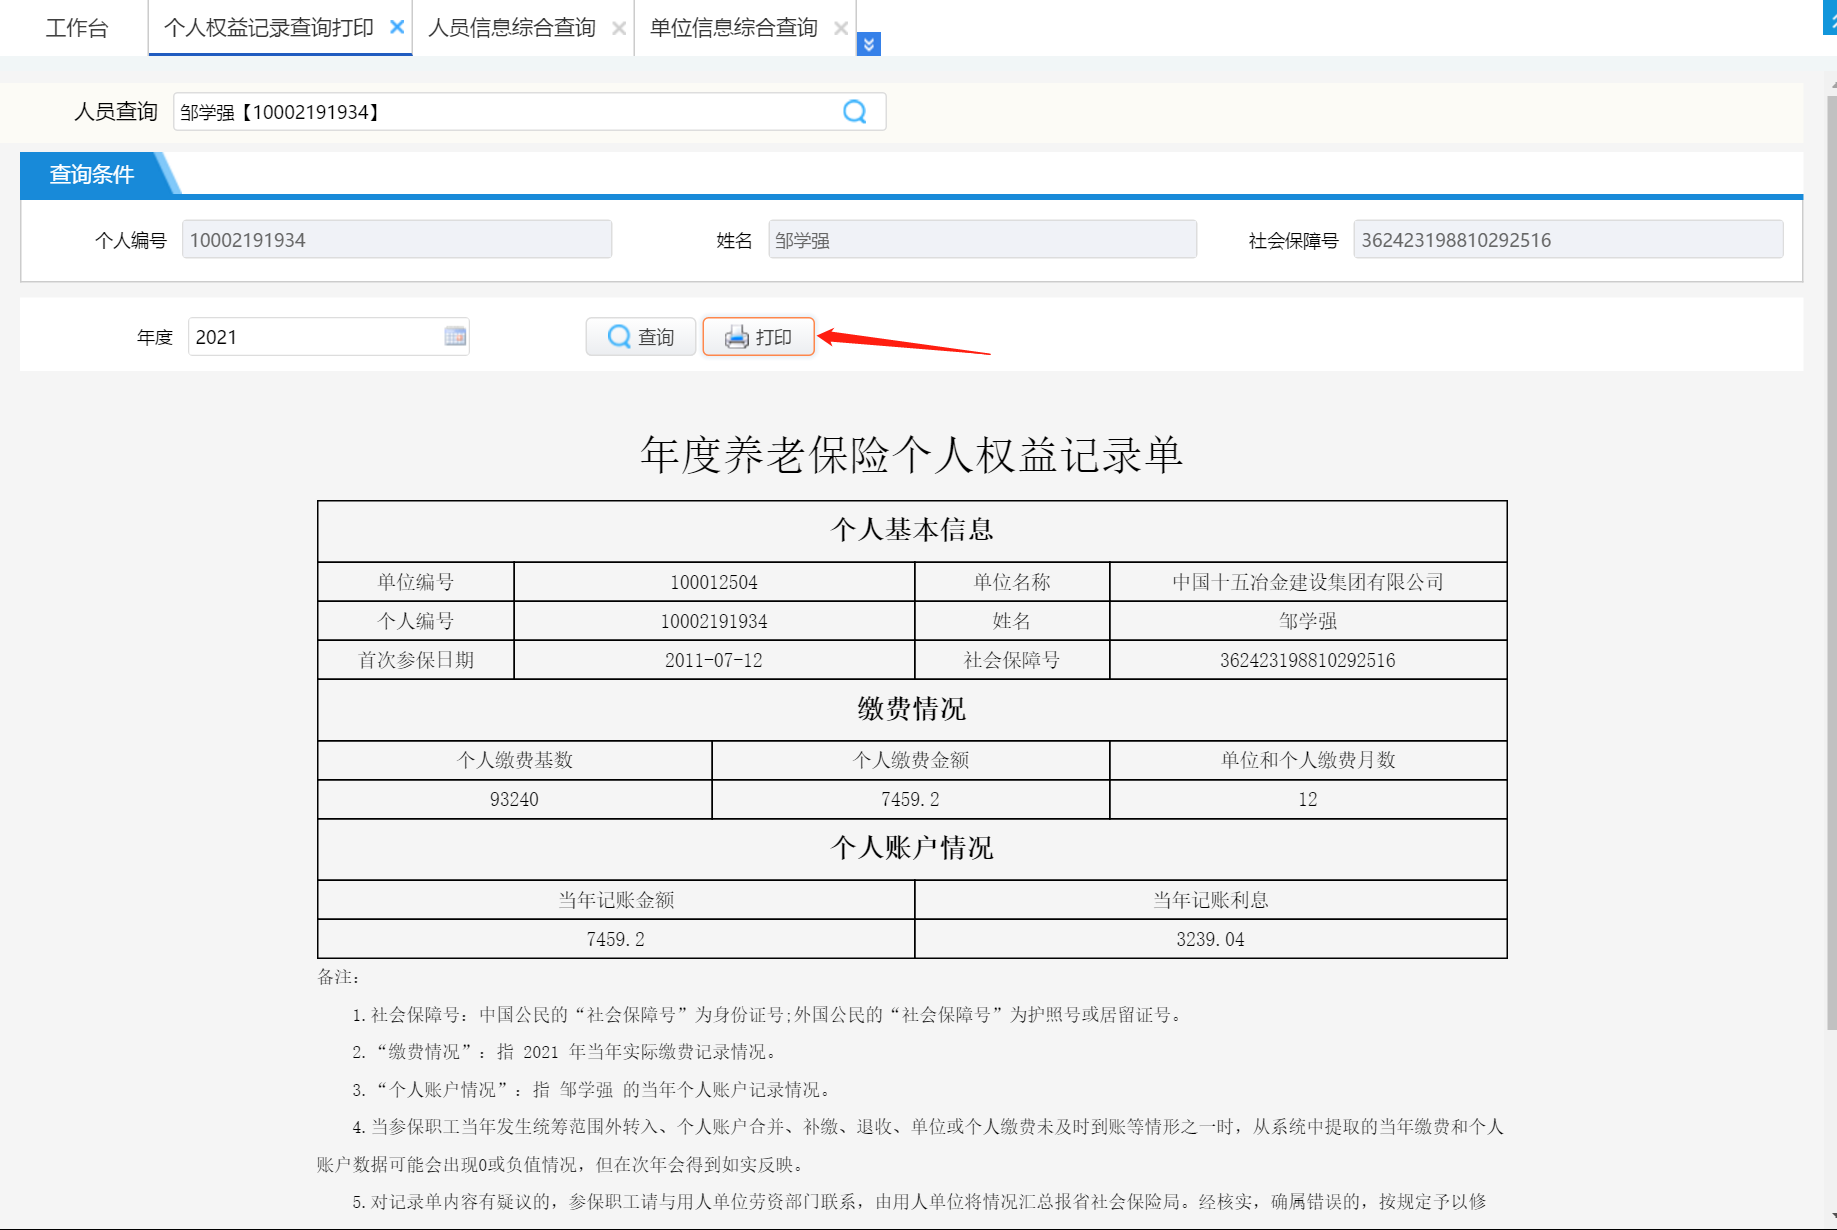 工作台 个人权益记录查询打印 人员信息综合查询 单位信息综合查询
人员查询 邹学强【10002191934】
查询条件
个人编号 10002191934 姓名 邹学强 社会保障号 362423198810292516
年度 2021 查询 打印
年度养老保险个人权益记录单
个人基本信息
单位编号 100012504 单位名称 中国十五冶金建设集团有限公司
个人编号 10002191934 姓名 邹学强
首次参保日期 2011-07-12 社会保障号 362423198810292516
缴费情况
个人缴费基数 个人缴费金额 单位和个人缴费月数
93240 7459.2 12
个人账户情况
当年记账金额 当年记账利息
7459.2 3239.04
备注：
1.社会保障号：中国公民的“社会保障号”为身份证号;外国公民的“社会保障号”为护照号或居留证号。
2.“缴费情况”：指 2021 年当年实际缴费记录情况。
3.“个人账户情况”：指 邹学强 的当年个人账户记录情况。
4.当参保职工当年发生统筹范围外转入、个人账户合并、补缴、退收、单位或个人缴费未及时到账等情形之一时，从系统中提取的当年缴费和个人
账户数据可能会出现0或负值情况，但在次年会得到如实反映。
5.对记录单内容有疑议的，参保职工请与用人单位劳资部门联系，由用人单位将情况汇总报省社会保险局。经核实，确属错误的，按规定予以修